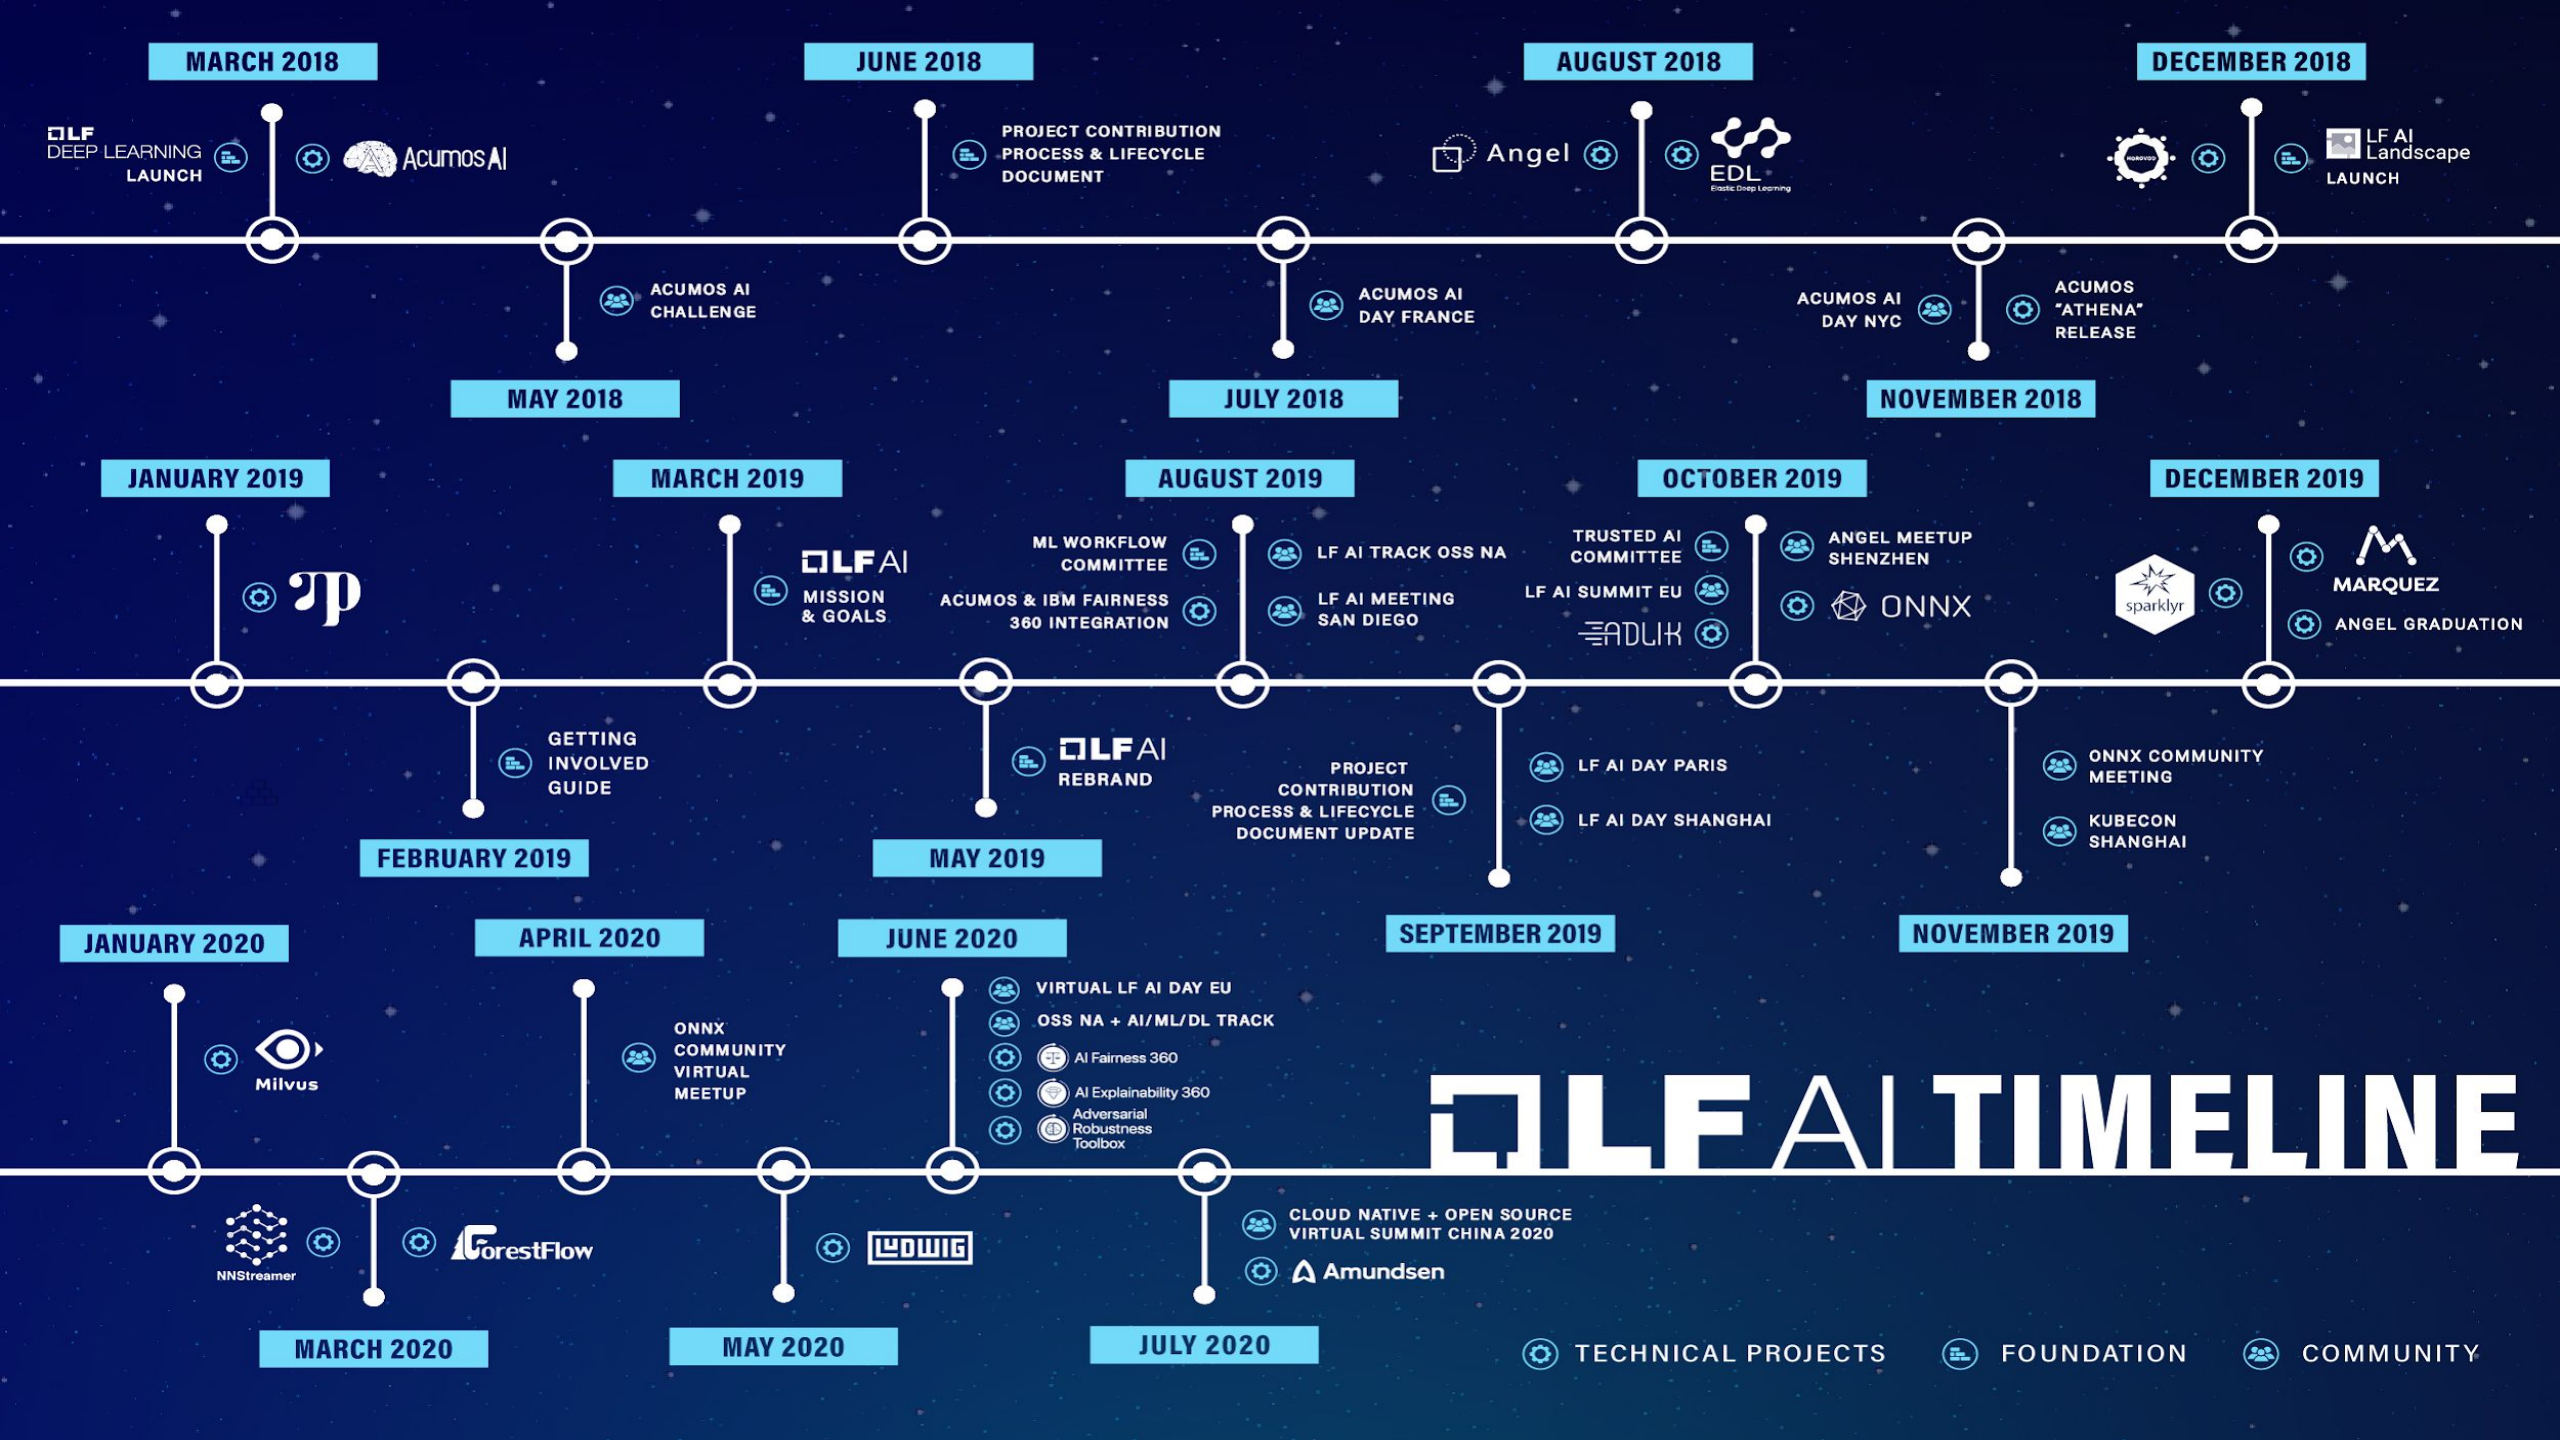 MARCH 2018
LF
DEEP LEARNING
LAUNCH
Acumos AI
JUNE 2018
PROJECT CONTRIBUTION
PROCESS & LIFECYCLE
DOCUMENT
AUGUST 2018
Angel
EDL
Elastic Deep Learning
DECEMBER 2018
HOROVOD
LF AI
Landscape
LAUNCH
ACUMOS AI
CHALLENGE
MAY 2018
ACUMOS AI
DAY FRANCE
JULY 2018
ACUMOS AI
DAY NYC
ACUMOS
"ATHENA"
RELEASE
NOVEMBER 2018
JANUARY 2019
MARCH 2019
LF AI
MISSION
& GOALS
AUGUST 2019
ML WORKFLOW
COMMITTEE
ACUMOS & IBM FAIRNESS
360 INTEGRATION
LF AI TRACK OSS NA
LF AI MEETING
SAN DIEGO
OCTOBER 2019
TRUSTED AI
COMMITTEE
LF AI SUMMIT EU
ADLIK
ANGEL MEETUP
SHENZHEN
ONNX
DECEMBER 2019
sparklyr
MARQUEZ
ANGEL GRADUATION
GETTING
INVOLVED
GUIDE
FEBRUARY 2019
LF AI
REBRAND
MAY 2019
PROJECT
CONTRIBUTION
PROCESS & LIFECYCLE
DOCUMENT UPDATE
LF AI DAY PARIS
LF AI DAY SHANGHAI
SEPTEMBER 2019
ONNX COMMUNITY
MEETING
KUBECON
SHANGHAI
NOVEMBER 2019
JANUARY 2020
Milvus
APRIL 2020
ONNX
COMMUNITY
VIRTUAL
MEETUP
JUNE 2020
VIRTUAL LF AI DAY EU
OSS NA + AI/ML/DL TRACK
AI Fairness 360
AI Explainability 360
Adversarial
Robustness
Toolbox
LF AI TIMELINE
NNStreamer
ForestFlow
MARCH 2020
LUDWIG
MAY 2020
CLOUD NATIVE + OPEN SOURCE
VIRTUAL SUMMIT CHINA 2020
Amundsen
JULY 2020
TECHNICAL PROJECTS
FOUNDATION
COMMUNITY